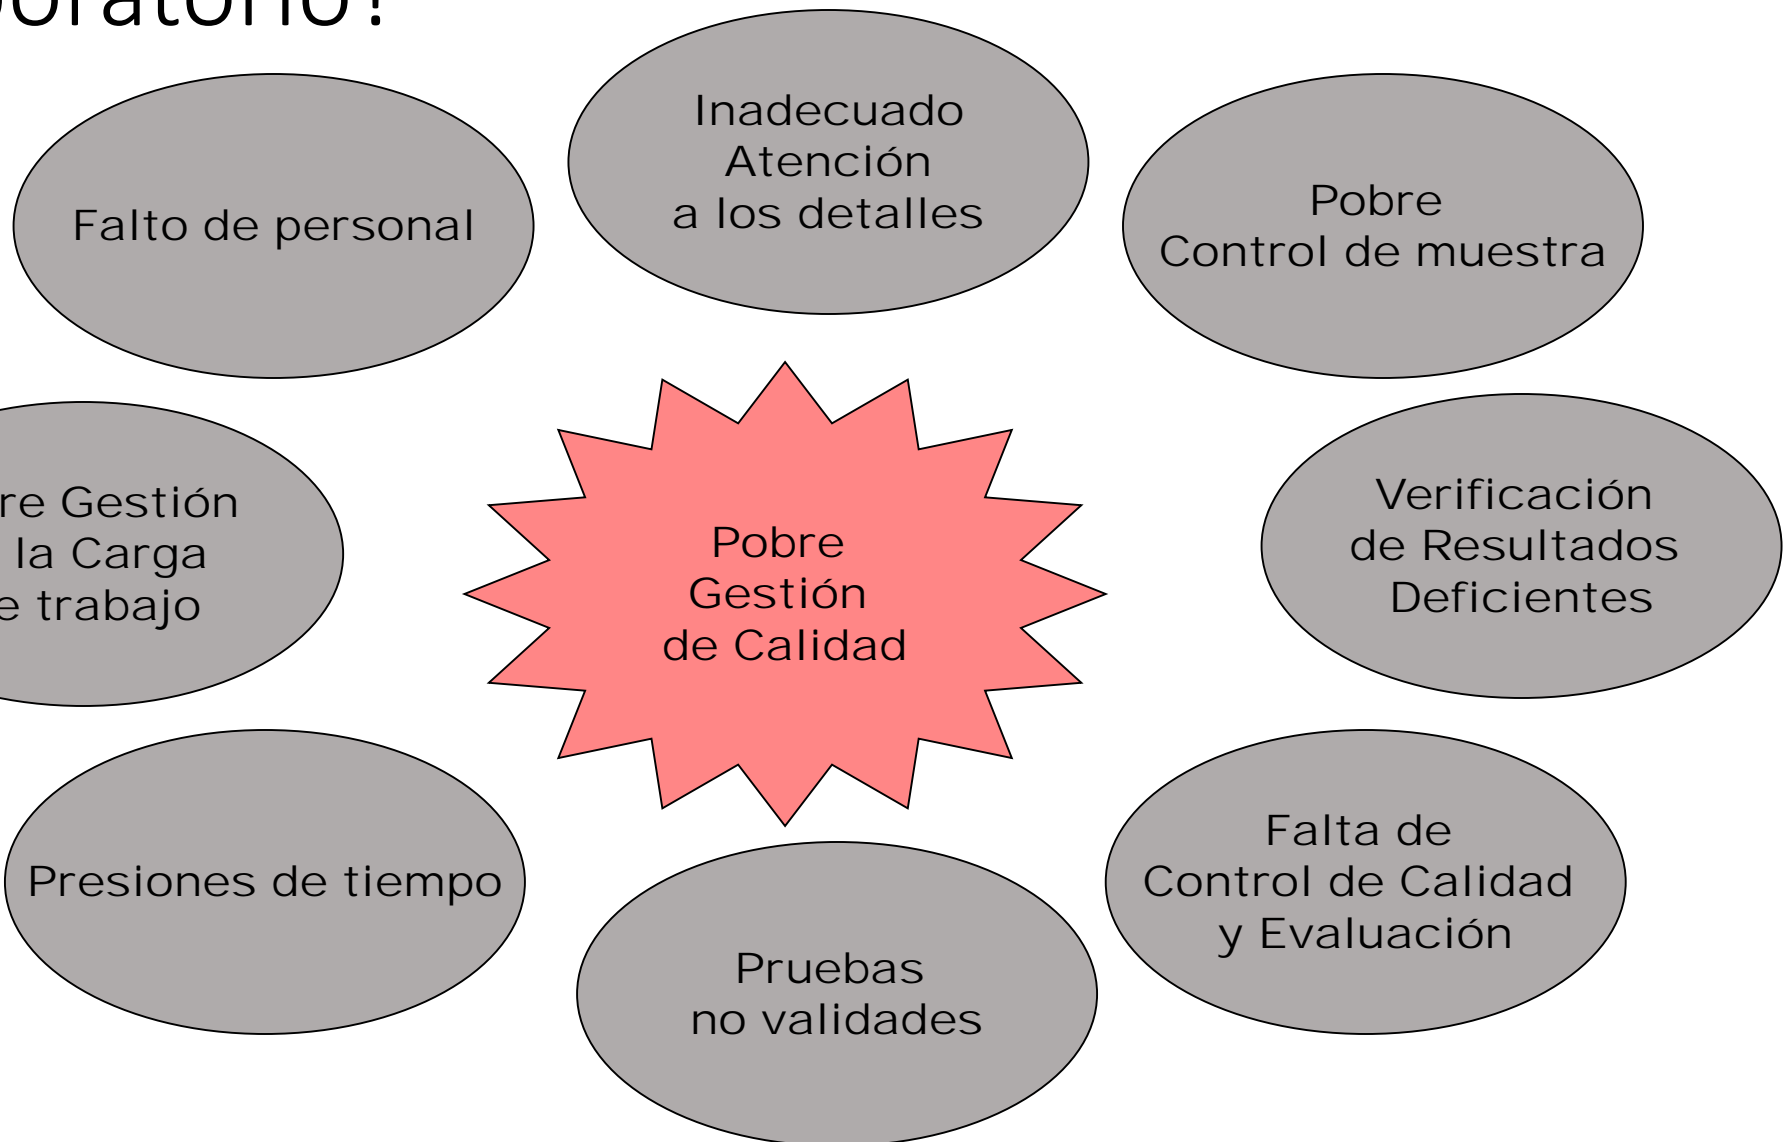 Inadecuado
Atención
a los detalles
Falto de personal
Pobre
Control de muestra
Gestión
la Carga
trabajo
Pobre
Gestión
de Calidad
Verificación
de Resultados
Deficientes
Presiones de tiempo
Pruebas
no validades
Falta de
Control de Calidad
y Evaluación